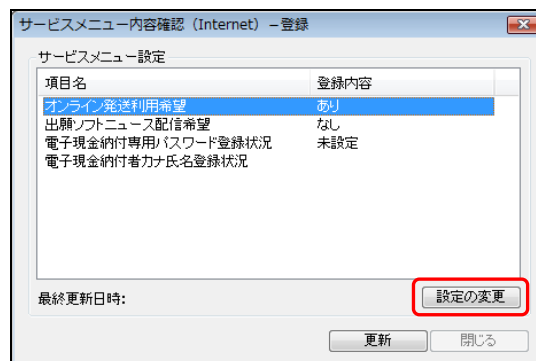 サービスメニュー内容確認（Internet）－登録
サービスメニュー設定
項目名 登録内容
オンライン発送利用希望 あり
出願ソフトニュース配信希望 なし
電子現金納付専用パスワード登録状況 未設定
電子現金納付者カナ氏名登録状況
最終更新日時: 設定の変更
更新 閉じる